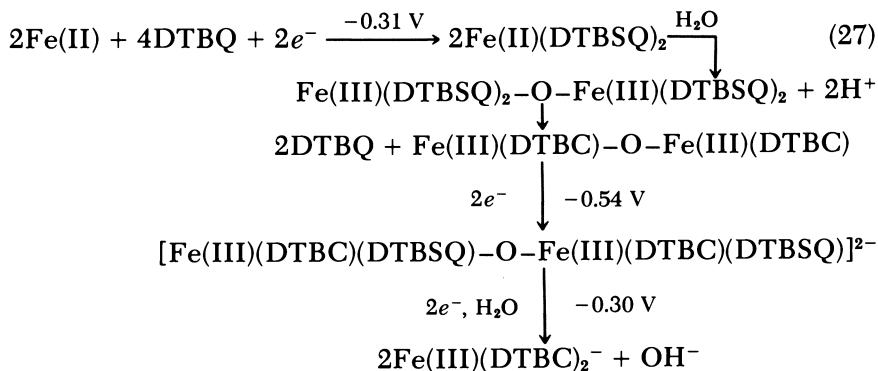 −0.31 V H₂O
2Fe(II) + 4DTBQ + 2e⁻ ⟶ 2Fe(II)(DTBSQ)₂ (27)
Fe(III)(DTBSQ)₂–O–Fe(III)(DTBSQ)₂ + 2H⁺
2DTBQ + Fe(III)(DTBC)–O–Fe(III)(DTBC)
2e⁻ −0.54 V
[Fe(III)(DTBC)(DTBSQ)–O–Fe(III)(DTBC)(DTBSQ)]²⁻
2e⁻, H₂O −0.30 V
2Fe(III)(DTBC)₂⁻ + OH⁻